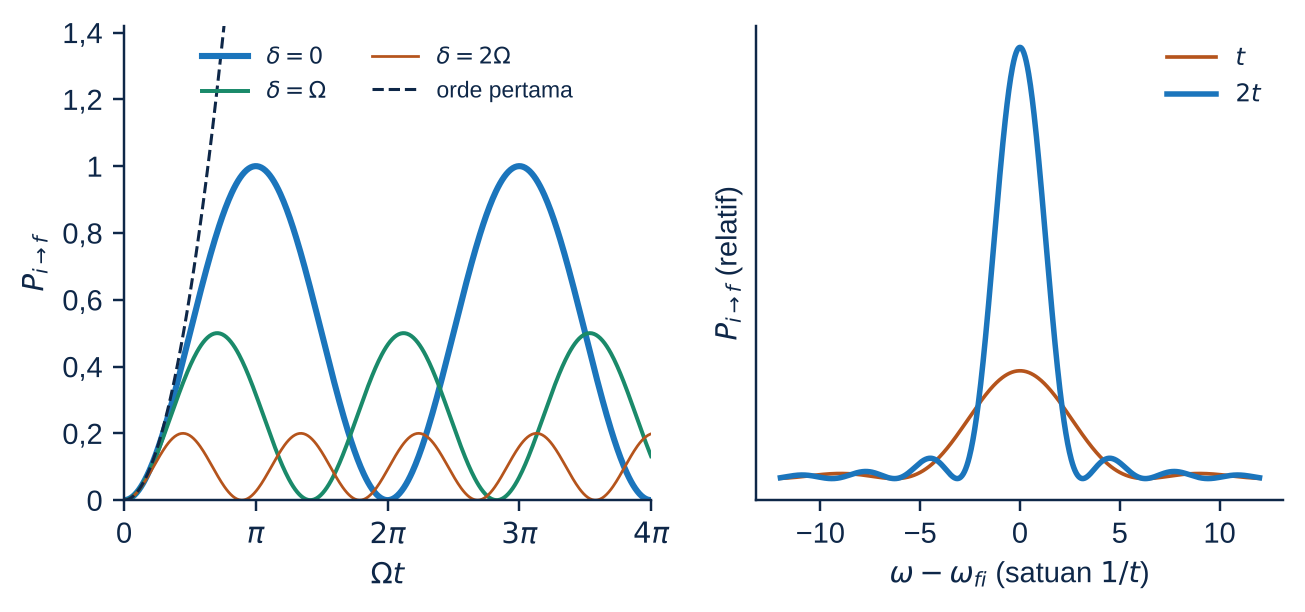 1,4
1,2
1
0,8
0,6
0,4
0,2
0
P_{i→f}
δ = 0
δ = Ω
δ = 2Ω
orde pertama
0 π 2π 3π 4π
Ωt
P_{i→f} (relatif)
t
2t
−10 −5 0 5 10
ω − ω_{fi} (satuan 1/t)